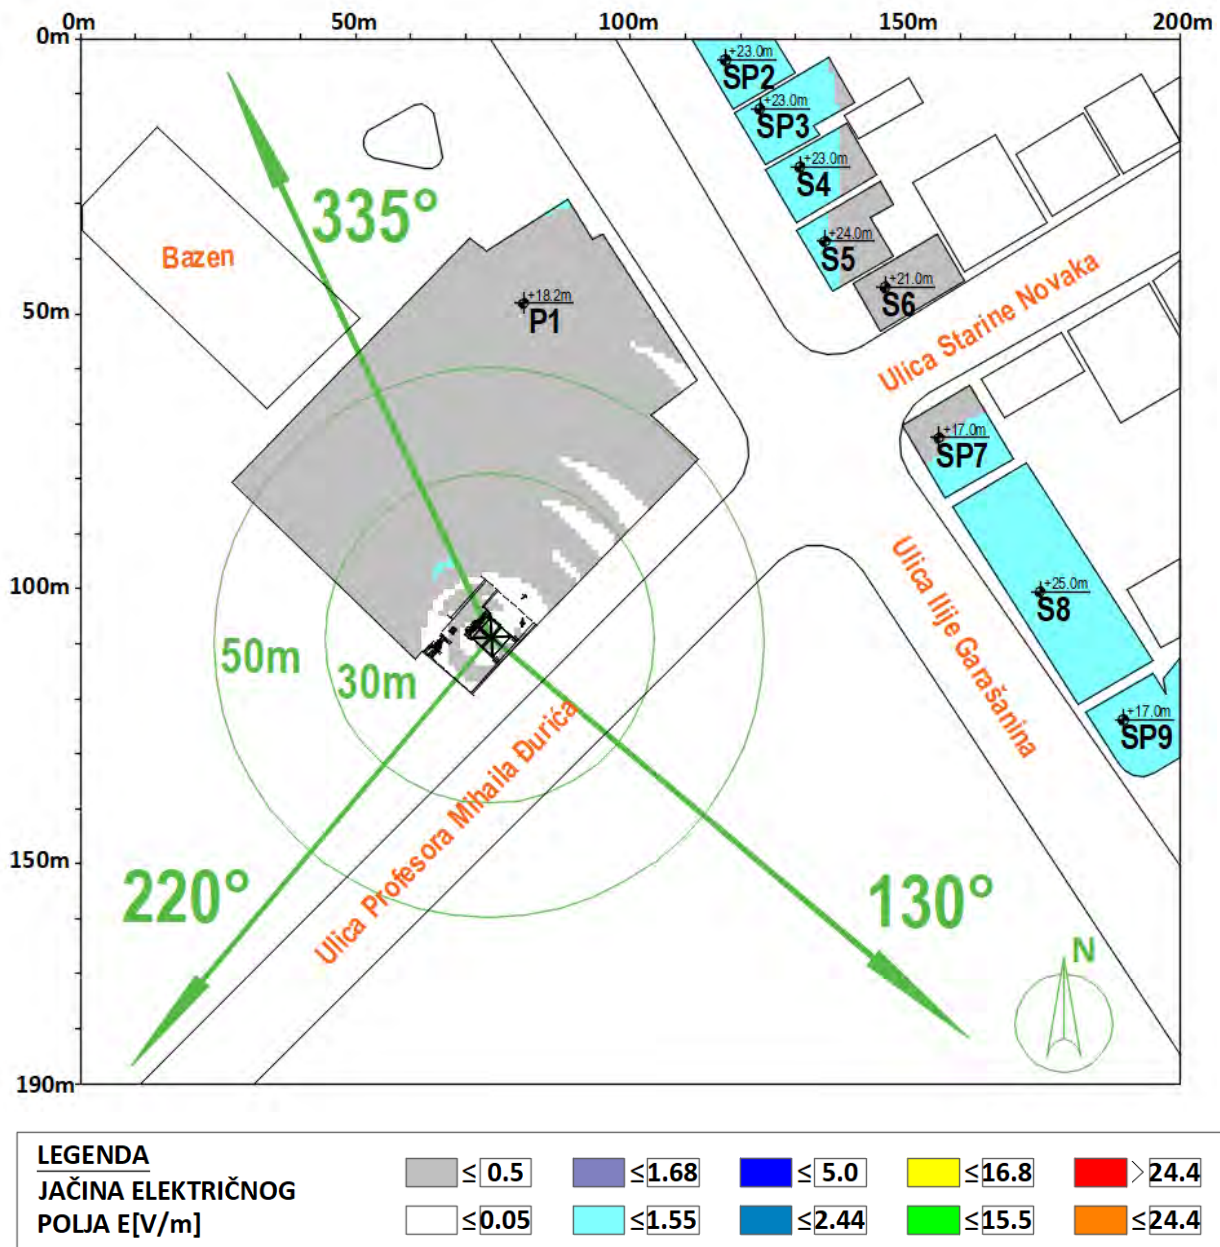 0m 50m 100m 150m 200m
0m
+23.0m
SP2
+23.0m
SP3
+23.0m
S4
335°
+24.0m
S5
Bazen
+21.0m
S6
+18.2m
P1
50m
Ulica Starine Novaka
+17.0m
SP7
100m
Ulica Ilije Garašanina
+25.0m
S8
50m
30m
+17.0m
SP9
Ulica Profesora Mihaila Đurića
150m
220°
130°
N
190m
LEGENDA
JAČINA ELEKTRIČNOG
POLJA E[V/m]
≤ 0.5 ≤ 1.68 ≤ 5.0 ≤ 16.8 > 24.4
≤ 0.05 ≤ 1.55 ≤ 2.44 ≤ 15.5 ≤ 24.4